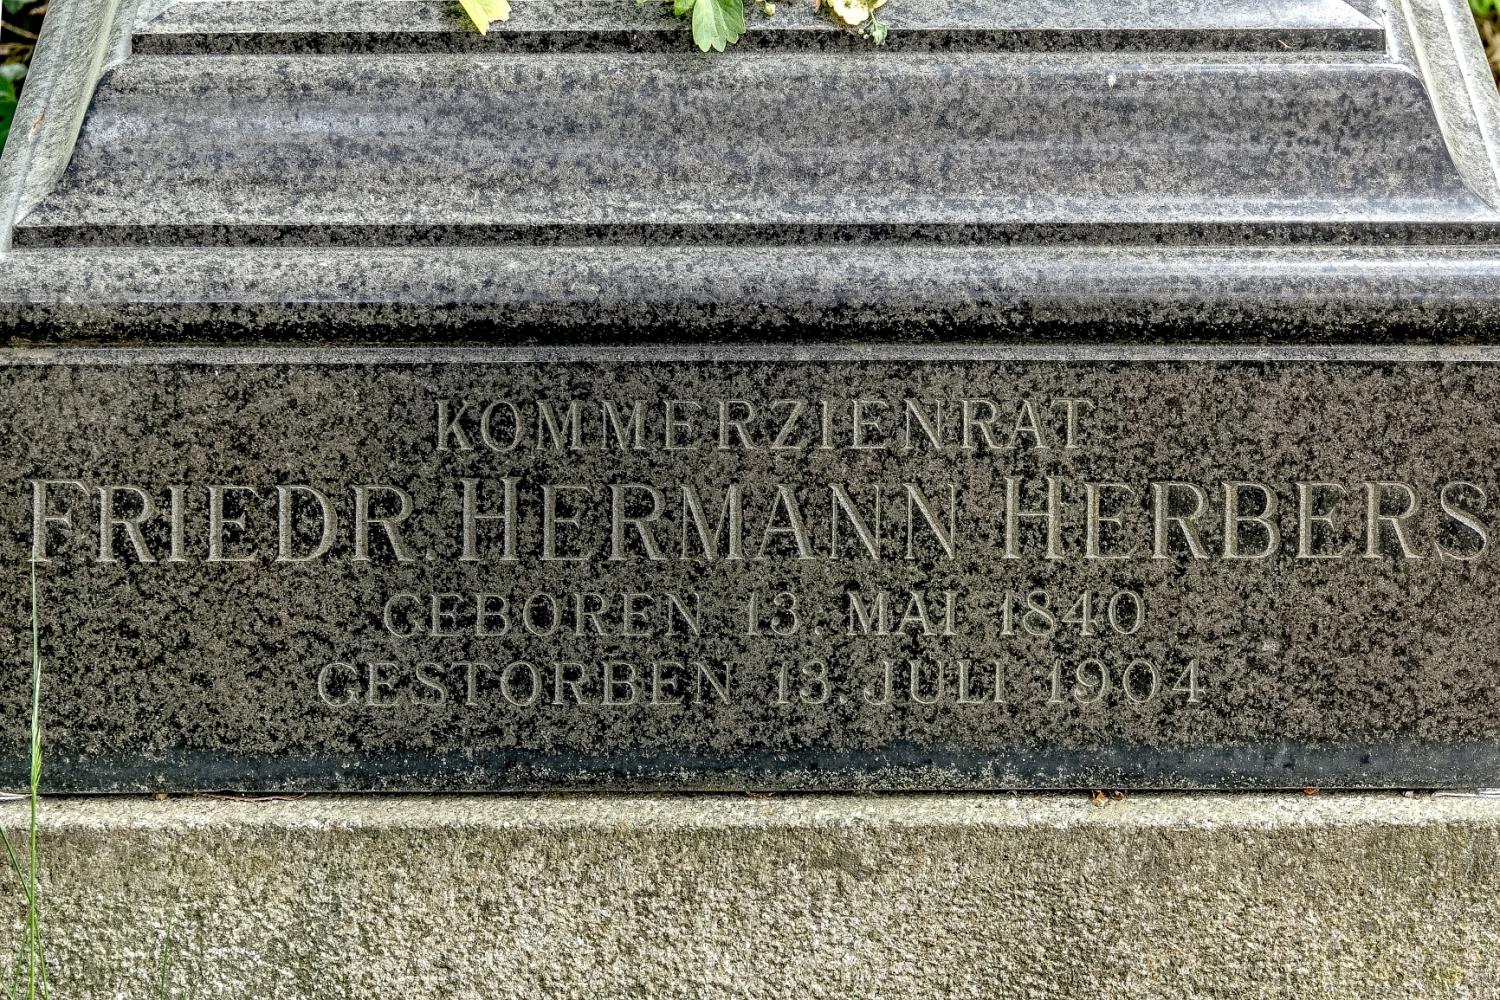 KOMMERZIENRAT
FRIEDR. HERMANN HERBERS
GEBOREN 13. MAI 1840
GESTORBEN 13. JULI 1904